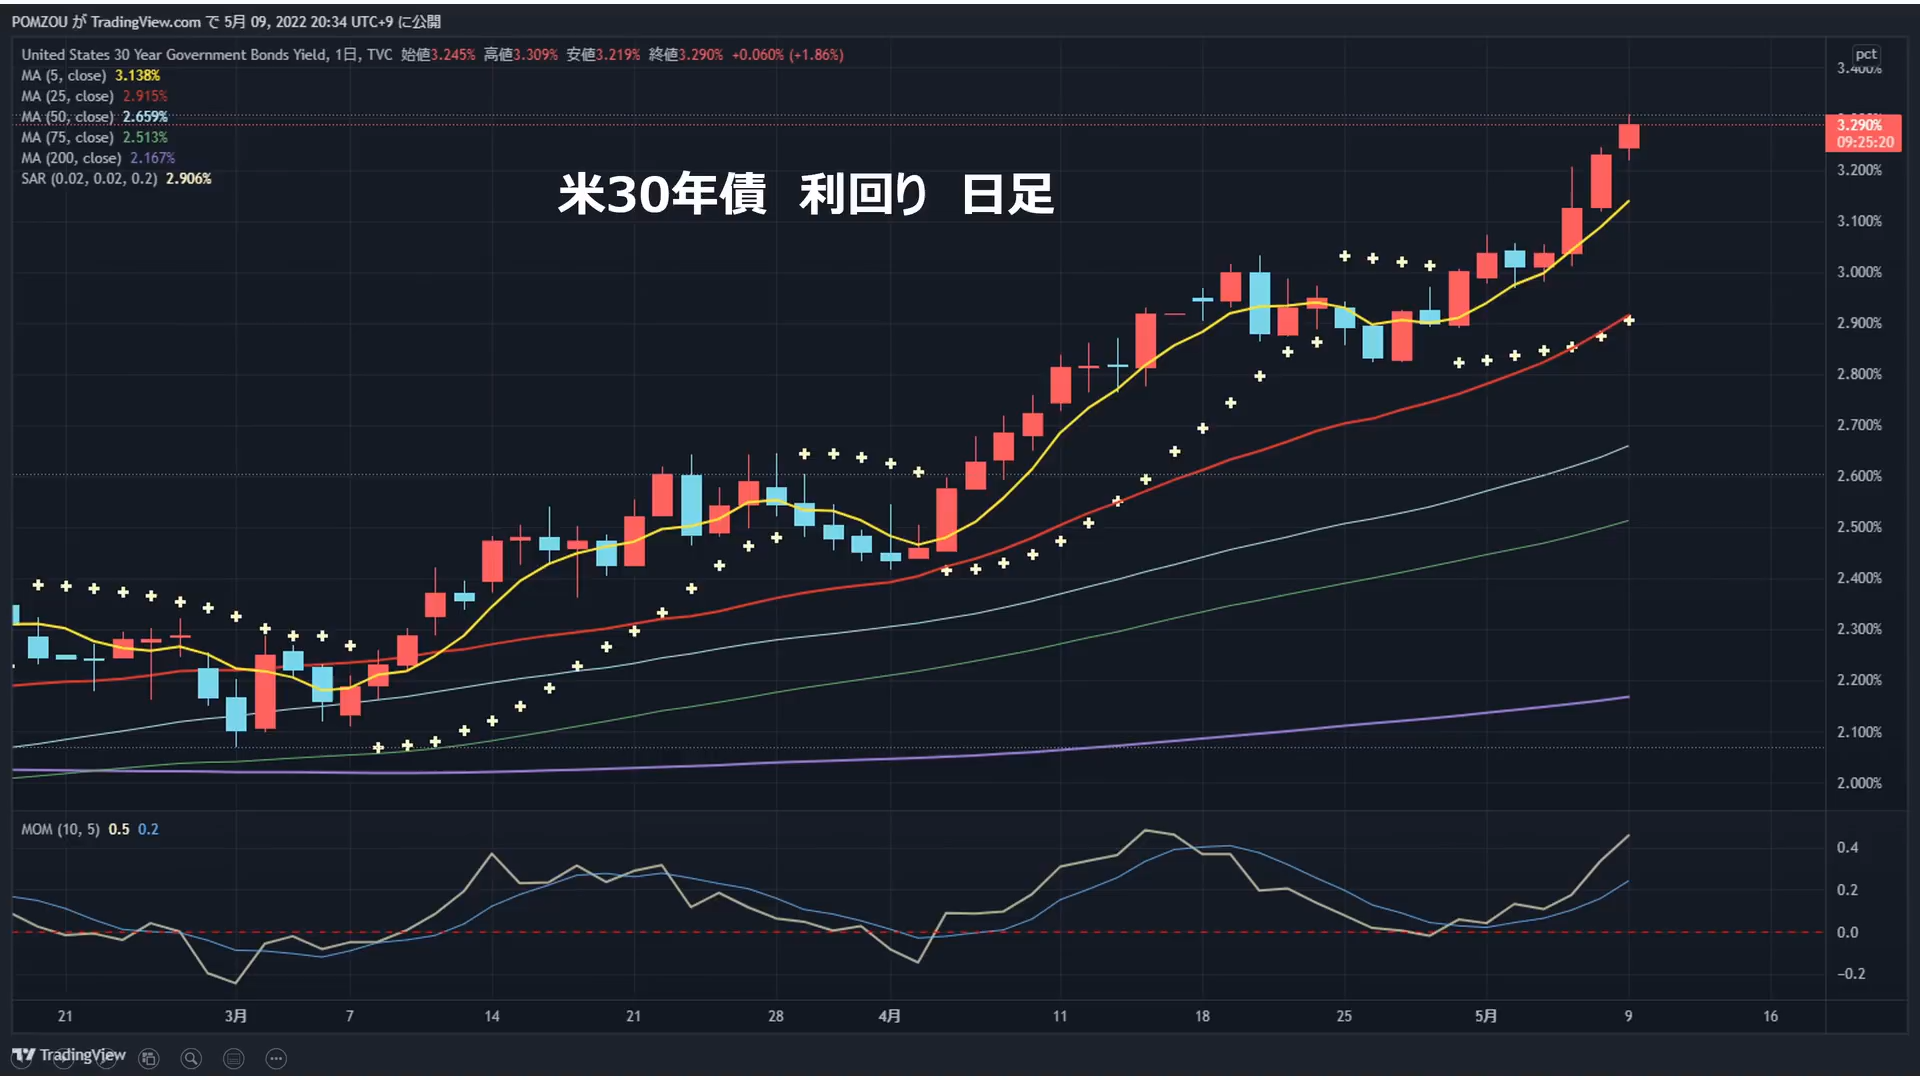 POMZOU が TradingView.com で 5月 09, 2022 20:34 UTC+9 に公開
United States 30 Year Government Bonds Yield, 1日, TVC 始値3.245% 高値3.309% 安値3.219% 終値3.290% +0.060% (+1.86%)
pct
MA (5, close) 3.138%
3.400%
MA (25, close) 2.915%
MA (50, close) 2.659%
MA (75, close) 2.513%
MA (200, close) 2.167%
SAR (0.02, 0.02, 0.2) 2.906%
米30年債 利回り 日足
3.290%
09:25:20
3.200%
3.100%
3.000%
2.900%
2.800%
2.700%
2.600%
2.500%
2.400%
2.300%
2.200%
2.100%
2.000%
MOM (10, 5) 0.5 0.2
0.4
0.2
0.0
-0.2
21 3月 7 14 21 28 4月 11 18 25 5月 9 16
TradingView